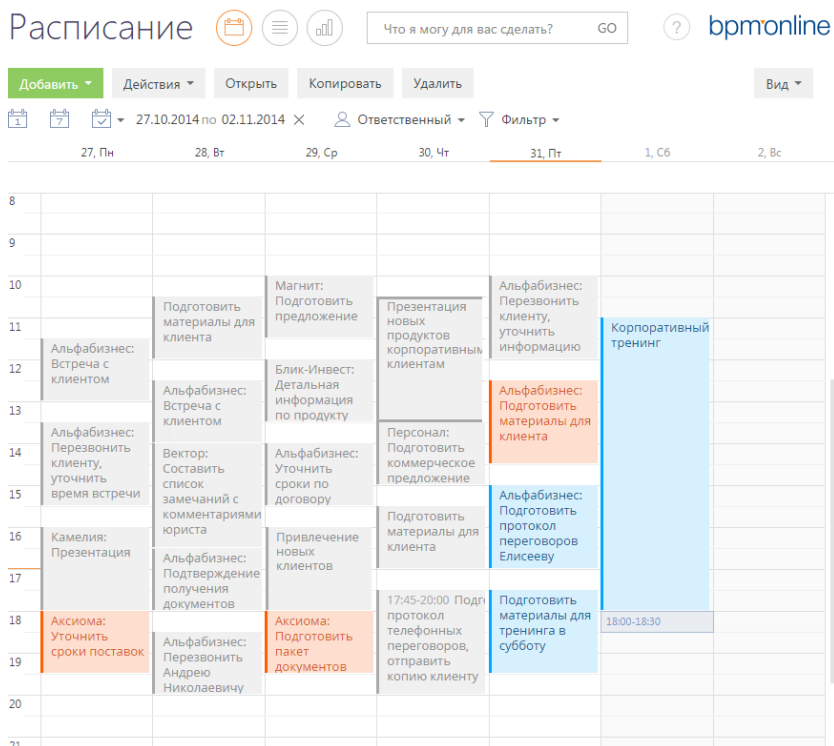 Расписание
Что я могу для вас сделать?
GO
?
bpm'online
Добавить
Действия
Открыть
Копировать
Удалить
Вид
1
7
27.10.2014 по 02.11.2014
Ответственный
Фильтр
27, Пн
28, Вт
29, Ср
30, Чт
31, Пт
1, Сб
2, Вс
8
9
10
11
12
13
14
15
16
17
18
19
20
21
Альфабизнес:
Встреча с
клиентом
Альфабизнес:
Перезвонить
клиенту,
уточнить
время встречи
Камелия:
Презентация
Аксиома:
Уточнить
сроки поставок
Подготовить
материалы для
клиента
Альфабизнес:
Встреча с
клиентом
Вектор:
Составить
список
замечаний с
комментариями
юриста
Альфабизнес:
Подтверждение
получения
документов
Альфабизнес:
Перезвонить
Андрею
Николаевичу
Магнит:
Подготовить
предложение
Блик-Инвест:
Детальная
информация
по продукту
Альфабизнес:
Уточнить
сроки по
договору
Привлечение
новых
клиентов
Аксиома:
Подготовить
пакет
документов
Презентация
новых
продуктов
корпоративным
клиентам
Персонал:
Подготовить
коммерческое
предложение
Подготовить
материалы для
клиента
17:45-20:00 Подг
протокол
телефонных
переговоров,
отправить
копию клиенту
Альфабизнес:
Перезвонить
клиенту,
уточнить
информацию
Альфабизнес:
Подготовить
материалы для
клиента
Альфабизнес:
Подготовить
протокол
переговоров
Елисееву
Подготовить
материалы для
тренинга в
субботу
Корпоративный
тренинг
18:00-18:30